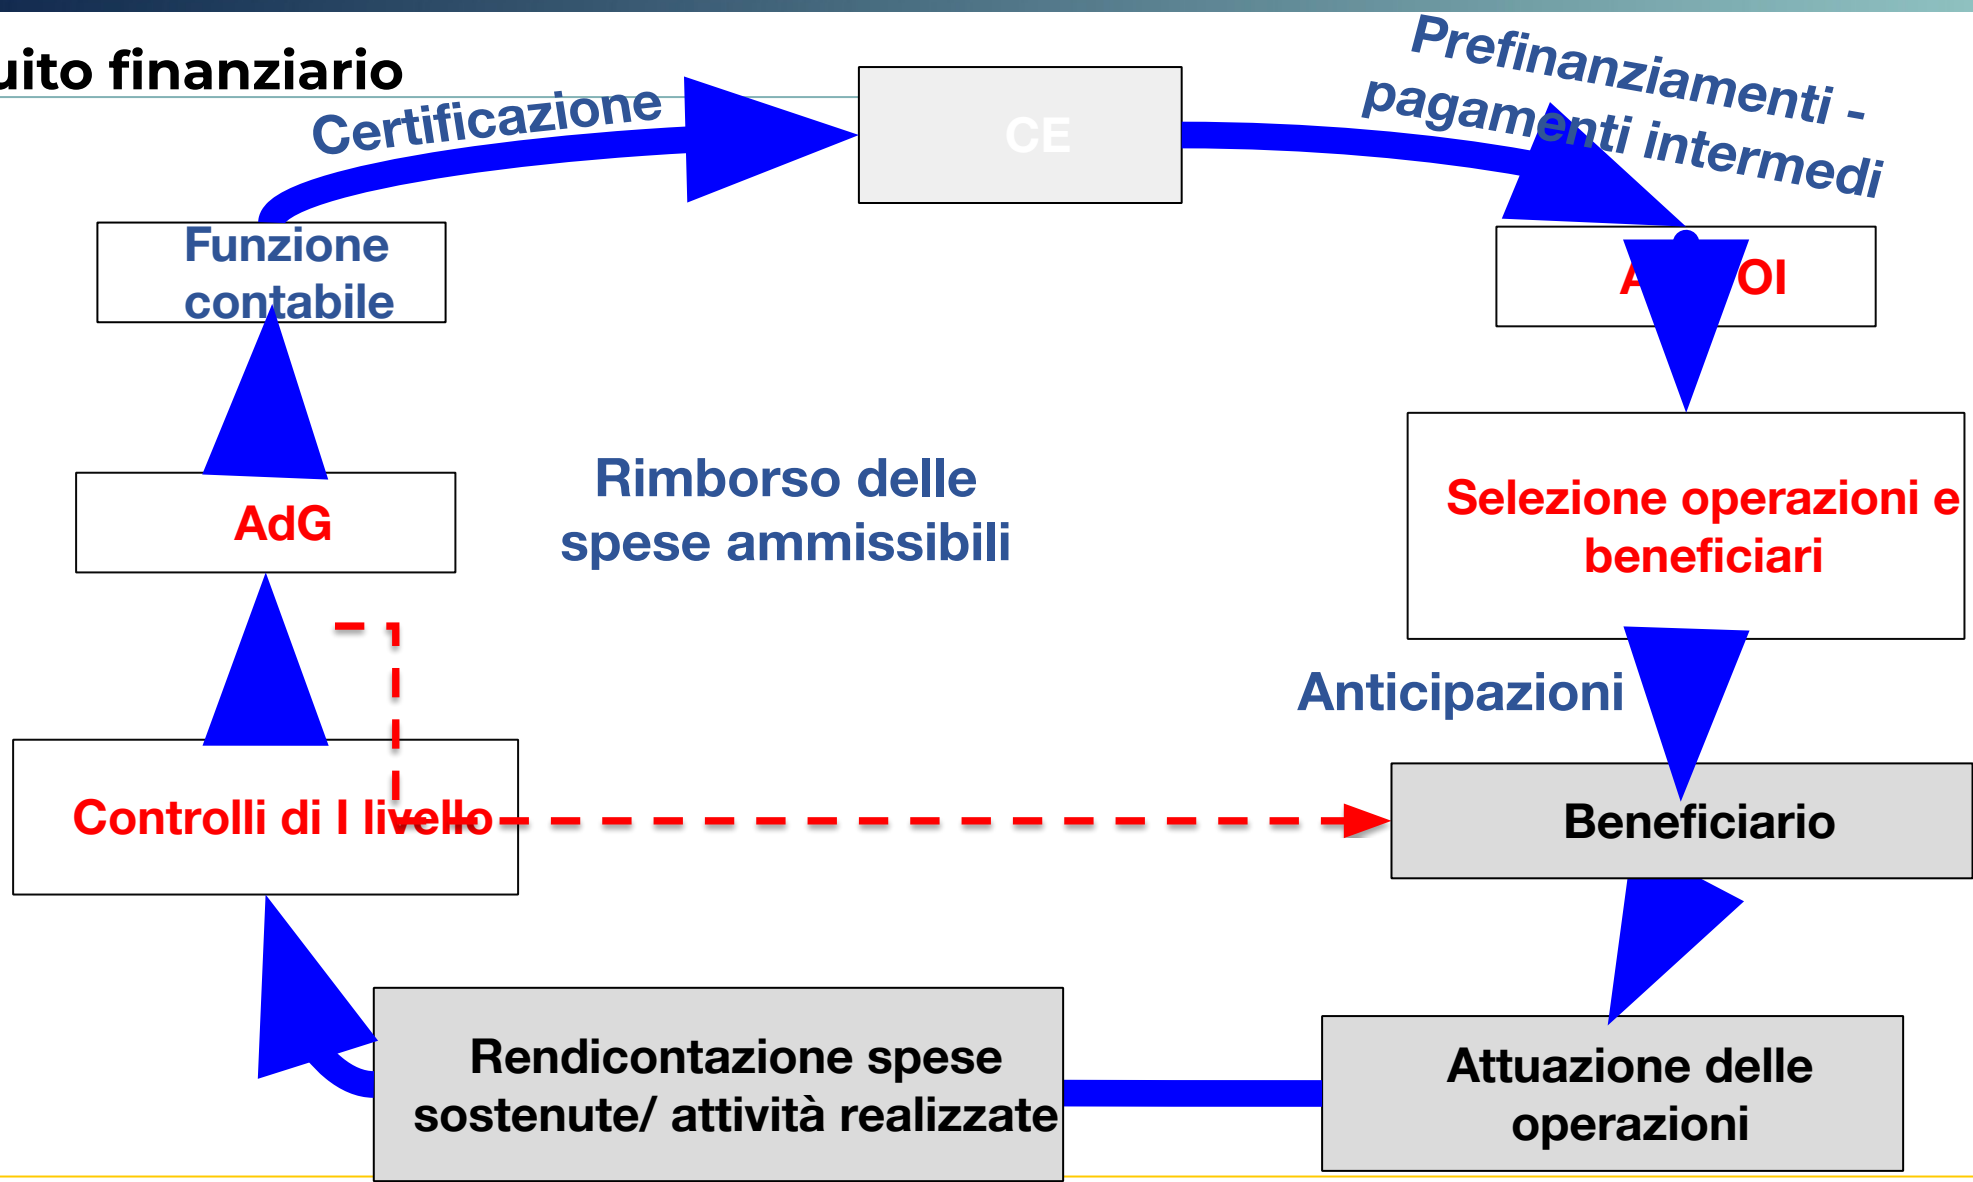 uito finanziario
Certificazione
CE
Prefinanziamenti -
pagamenti intermedi
Funzione
contabile
OI
AdG
Rimborso delle
spese ammissibili
Selezione operazioni e
beneficiari
Anticipazioni
Controlli di I livello
Beneficiario
Rendicontazione spese
sostenute/ attività realizzate
Attuazione delle
operazioni